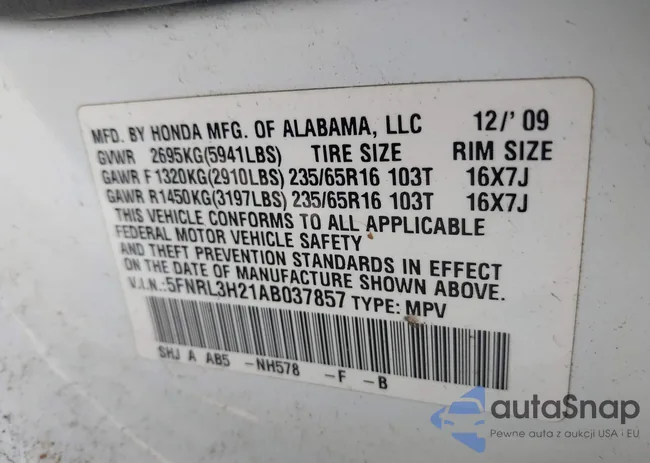 MFD. BY HONDA MFG. OF ALABAMA, LLC 12/'09
GVWR 2695KG(5941LBS) TIRE SIZE RIM SIZE
GAWR F1320KG(2910LBS) 235/65R16 103T 16X7J
GAWR R1450KG(3197LBS) 235/65R16 103T 16X7J
THIS VEHICLE CONFORMS TO ALL APPLICABLE
FEDERAL MOTOR VEHICLE SAFETY
AND THEFT PREVENTION STANDARDS IN EFFECT
ON THE DATE OF MANUFACTURE SHOWN ABOVE.
V.I.N.:5FNRL3H21AB037857 TYPE: MPV
SHJ A AB5 -NH578 -F -B
autaSnap
Pewne auta z aukcji USA i EU